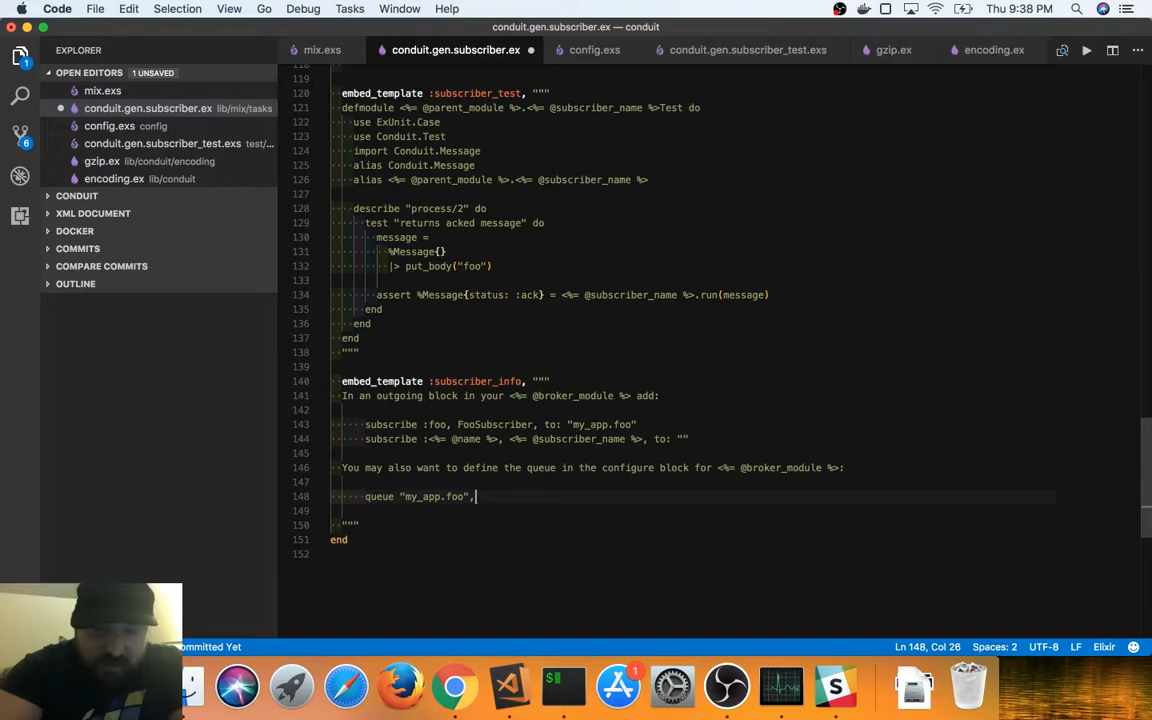 Code File Edit Selection View Go Debug Tasks Window Help Thu 9:38 PM
conduit.gen.subscriber.ex — conduit
EXPLORER
mix.exs conduit.gen.subscriber.ex config.exs conduit.gen.subscriber_test.exs gzip.ex encoding.ex
OPEN EDITORS 1 UNSAVED
mix.exs
conduit.gen.subscriber.ex lib/mix/tasks
config.exs config
conduit.gen.subscriber_test.exs test/...
gzip.ex lib/conduit/encoding
encoding.ex lib/conduit
CONDUIT
XML DOCUMENT
DOCKER
COMMITS
COMPARE COMMITS
OUTLINE
1
6
118
119
120 embed_template :subscriber_test, """
121 defmodule <%= @parent_module %>.<%= @subscriber_name %>Test do
122 use ExUnit.Case
123 use Conduit.Test
124 import Conduit.Message
125 alias Conduit.Message
126 alias <%= @parent_module %>.<%= @subscriber_name %>
127
128 describe "process/2" do
129 test "returns acked message" do
130 message =
131 %Message{}
132 |> put_body("foo")
133
134 assert %Message{status: :ack} = <%= @subscriber_name %>.run(message)
135 end
136 end
137 end
138 """
139
140 embed_template :subscriber_info, """
141 In an outgoing block in your <%= @broker_module %> add:
142
143 subscribe :foo, FooSubscriber, to: "my_app.foo"
144 subscribe :<%= @name %>, <%= @subscriber_name %>, to: ""
145
146 You may also want to define the queue in the configure block for <%= @broker_module %>:
147
148 queue "my_app.foo",
149
150 """
151 end
152
ommitted Yet Ln 148, Col 26 Spaces: 2 UTF-8 LF Elixir
1